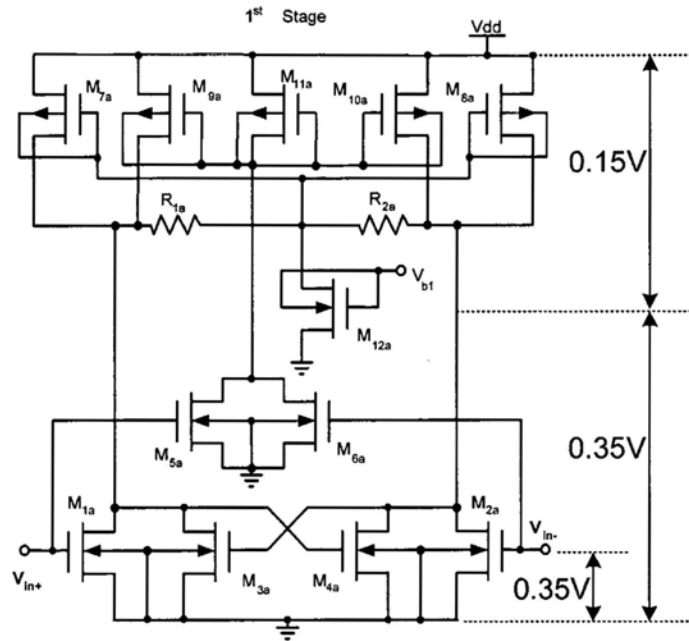 1st Stage
Vdd
M7a
M9a
M11a
M10a
M8a
0.15V
R1a
R2a
Vb1
M12a
0.35V
M5a
M6a
M1a
M2a
Vin+
M3a
M4a
Vin-
0.35V